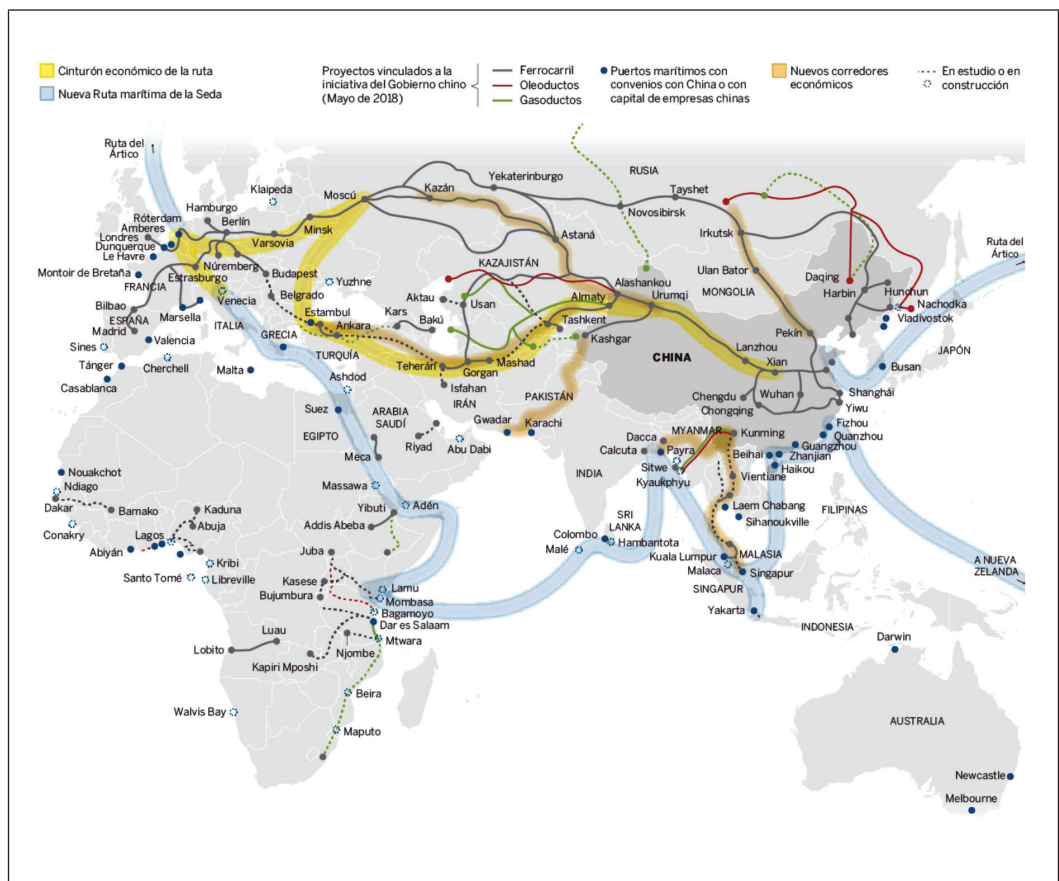 Cinturón económico de la ruta
Nueva Ruta marítima de la Seda
Proyectos vinculados a la
iniciativa del Gobierno chino
(Mayo de 2018)
Ferrocarril
Oleoductos
Gasoductos
Puertos marítimos con
convenios con China o con
capital de empresas chinas
Nuevos corredores
económicos
En estudio o en
construcción
Ruta del
Ártico
Klaipeda
Moscú
Kazán
Yekaterinburgo
RUSIA
Tayshet
Novosibirsk
Hamburgo
Róterdam
Amberes
Berlín
Minsk
Londres
Dunquerque
Varsovia
Le Havre
Astaná
Irkutsk
Ruta del
Ártico
Núremberg
Estrasburgo
Budapest
Montoir de Bretaña
FRANCIA
KAZAJISTÁN
Alashankou
Ulan Bator
MONGOLIA
Daqing
Harbin
Hunchun
Yuzhne
Venecia
Belgrado
Aktau
Usan
Almaty
Urumqi
Nachodka
Vladivostok
Bilbao
ESPAÑA
Marsella
ITALIA
Estambul
Kars
Bakú
Madrid
GRECIA
Ankara
Tashkent
Kashgar
Pekín
Valencia
Sines
TURQUÍA
CHINA
Lanzhou
JAPÓN
Cherchell
Teherán
Mashad
Xian
Tánger
Malta
Ashdod
Gorgan
Busan
Casablanca
Isfahan
IRÁN
PAKISTÁN
Chengdu
Wuhan
Shanghái
Chongqing
Yiwu
Suez
ARABIA
SAUDÍ
Gwadar
Karachi
Fizhou
EGIPTO
Riyad
Abu Dabi
Dacca
MYANMAR
Kunming
Quanzhou
Guangzhou
Calcuta
Payra
Beihai
Zhanjian
Meca
Sitwe
Haikou
Nouakchot
INDIA
Kyaukphyu
Vientiane
Ndiago
Massawa
Adén
Dakar
Bamako
Kaduna
Yibuti
Laem Chabang
FILIPINAS
Abuja
Addis Abeba
SRI
LANKA
Sihanoukville
Conakry
Lagos
Colombo
Hambantota
Abiyán
Juba
Malé
Kuala Lumpur
MALASIA
A NUEVA
ZELANDA
Kribi
Malaca
Santo Tomé
Libreville
Kasese
Lamu
SINGAPUR
Singapur
Bujumbura
Mombasa
Bagamoyo
Yakarta
Dar es Salaam
INDONESIA
Luau
Mtwara
Darwin
Lobito
Njombe
Kapiri Mposhi
Beira
Walvis Bay
Maputo
AUSTRALIA
Newcastle
Melbourne